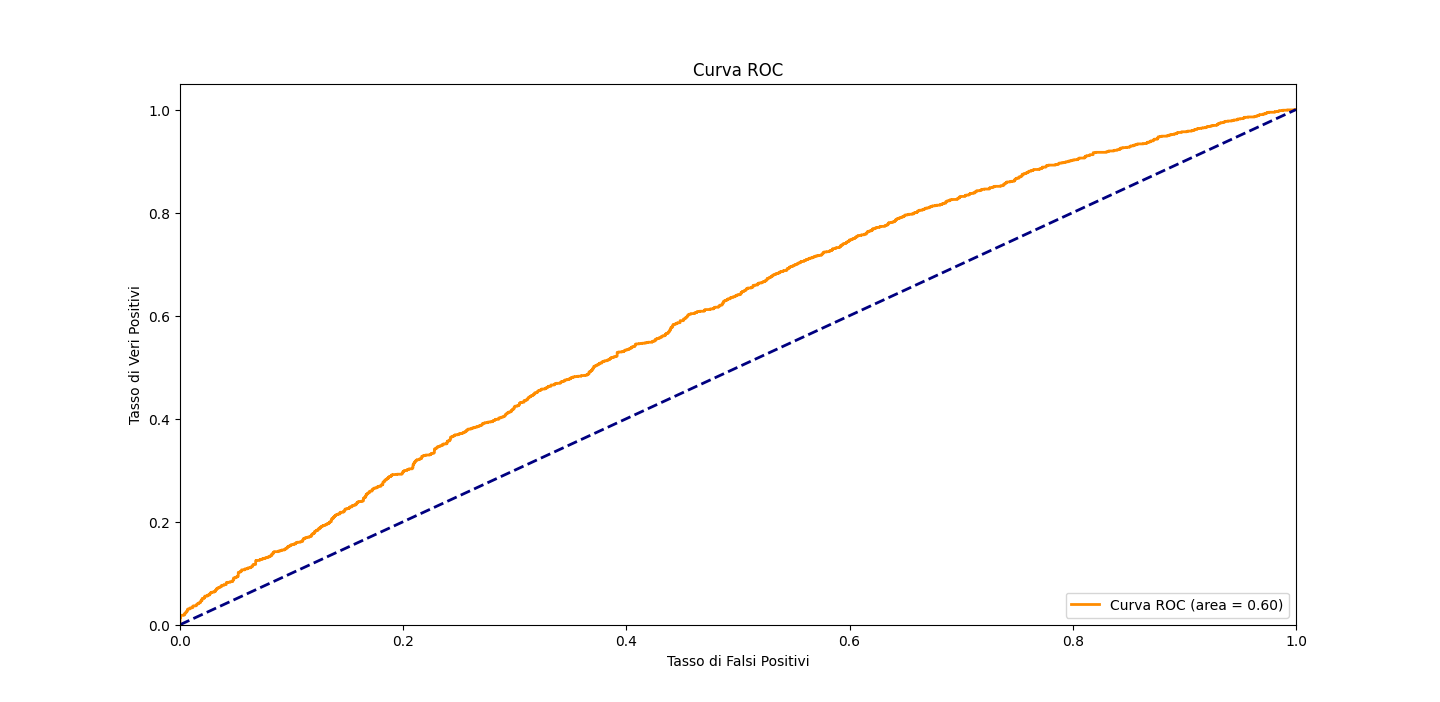 Curva ROC
1.0
0.8
0.6
0.4
0.2
0.0
Tasso di Veri Positivi
Curva ROC (area = 0.60)
0.0 0.2 0.4 0.6 0.8 1.0
Tasso di Falsi Positivi